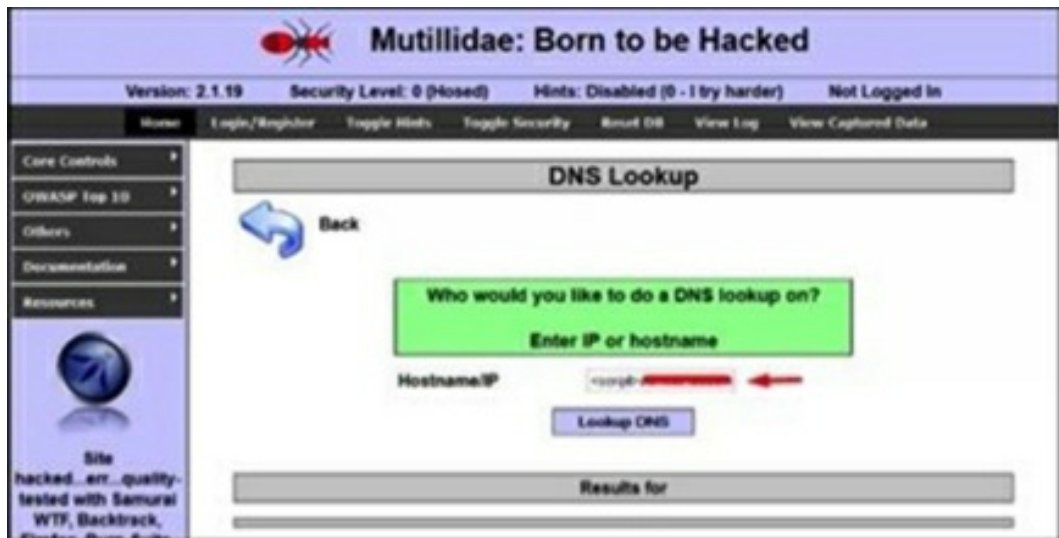 Mutillidae: Born to be Hacked
Version: 2.1.19 Security Level: 0 (Hosed) Hints: Disabled (0 - I try harder) Not Logged In
Home Login/Register Toggle Hints Toggle Security Reset DB View Log View Captured Data
Core Controls
OWASP Top 10
Others
Documentation
Resources
Site
hacked...err...quality-
tested with Samurai
WTF, Backtrack,
DNS Lookup
Back
Who would you like to do a DNS lookup on?
Enter IP or hostname
Hostname/IP
Lookup DNS
Results for